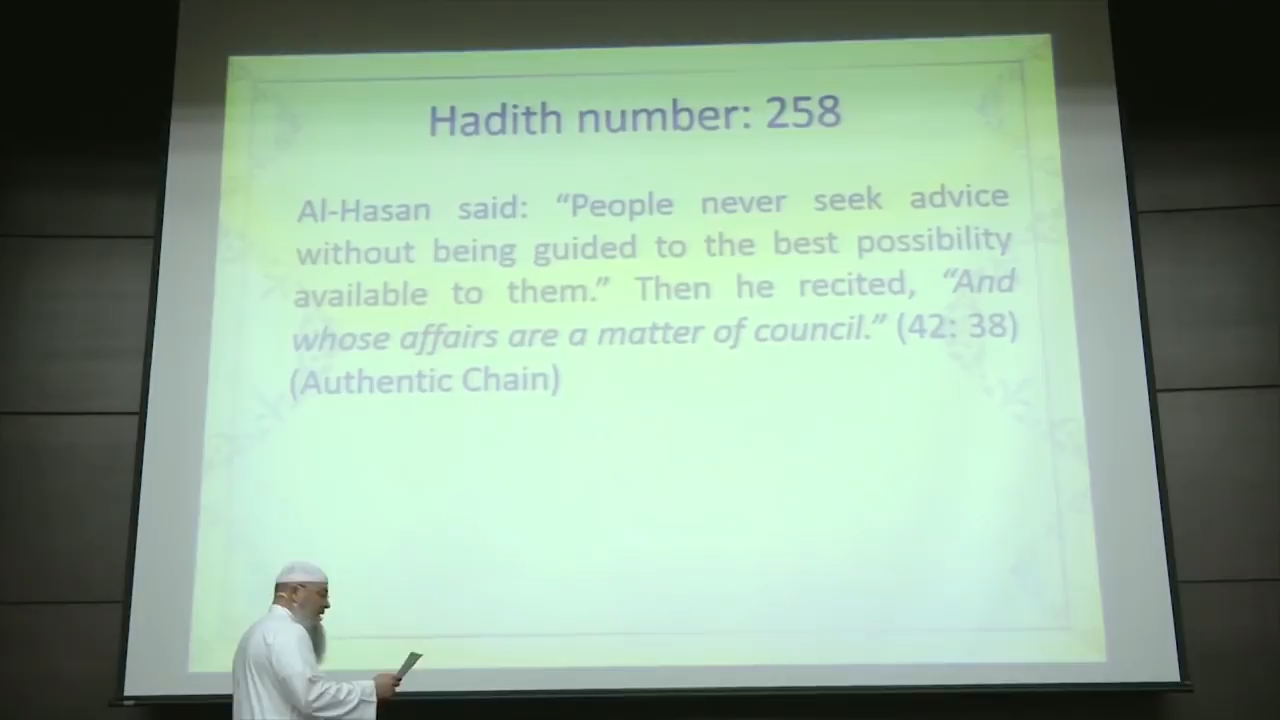 Hadith number: 258
Al-Hasan said: “People never seek advice
without being guided to the best possibility
available to them.” Then he recited, “And
whose affairs are a matter of council.” (42: 38)
(Authentic Chain)